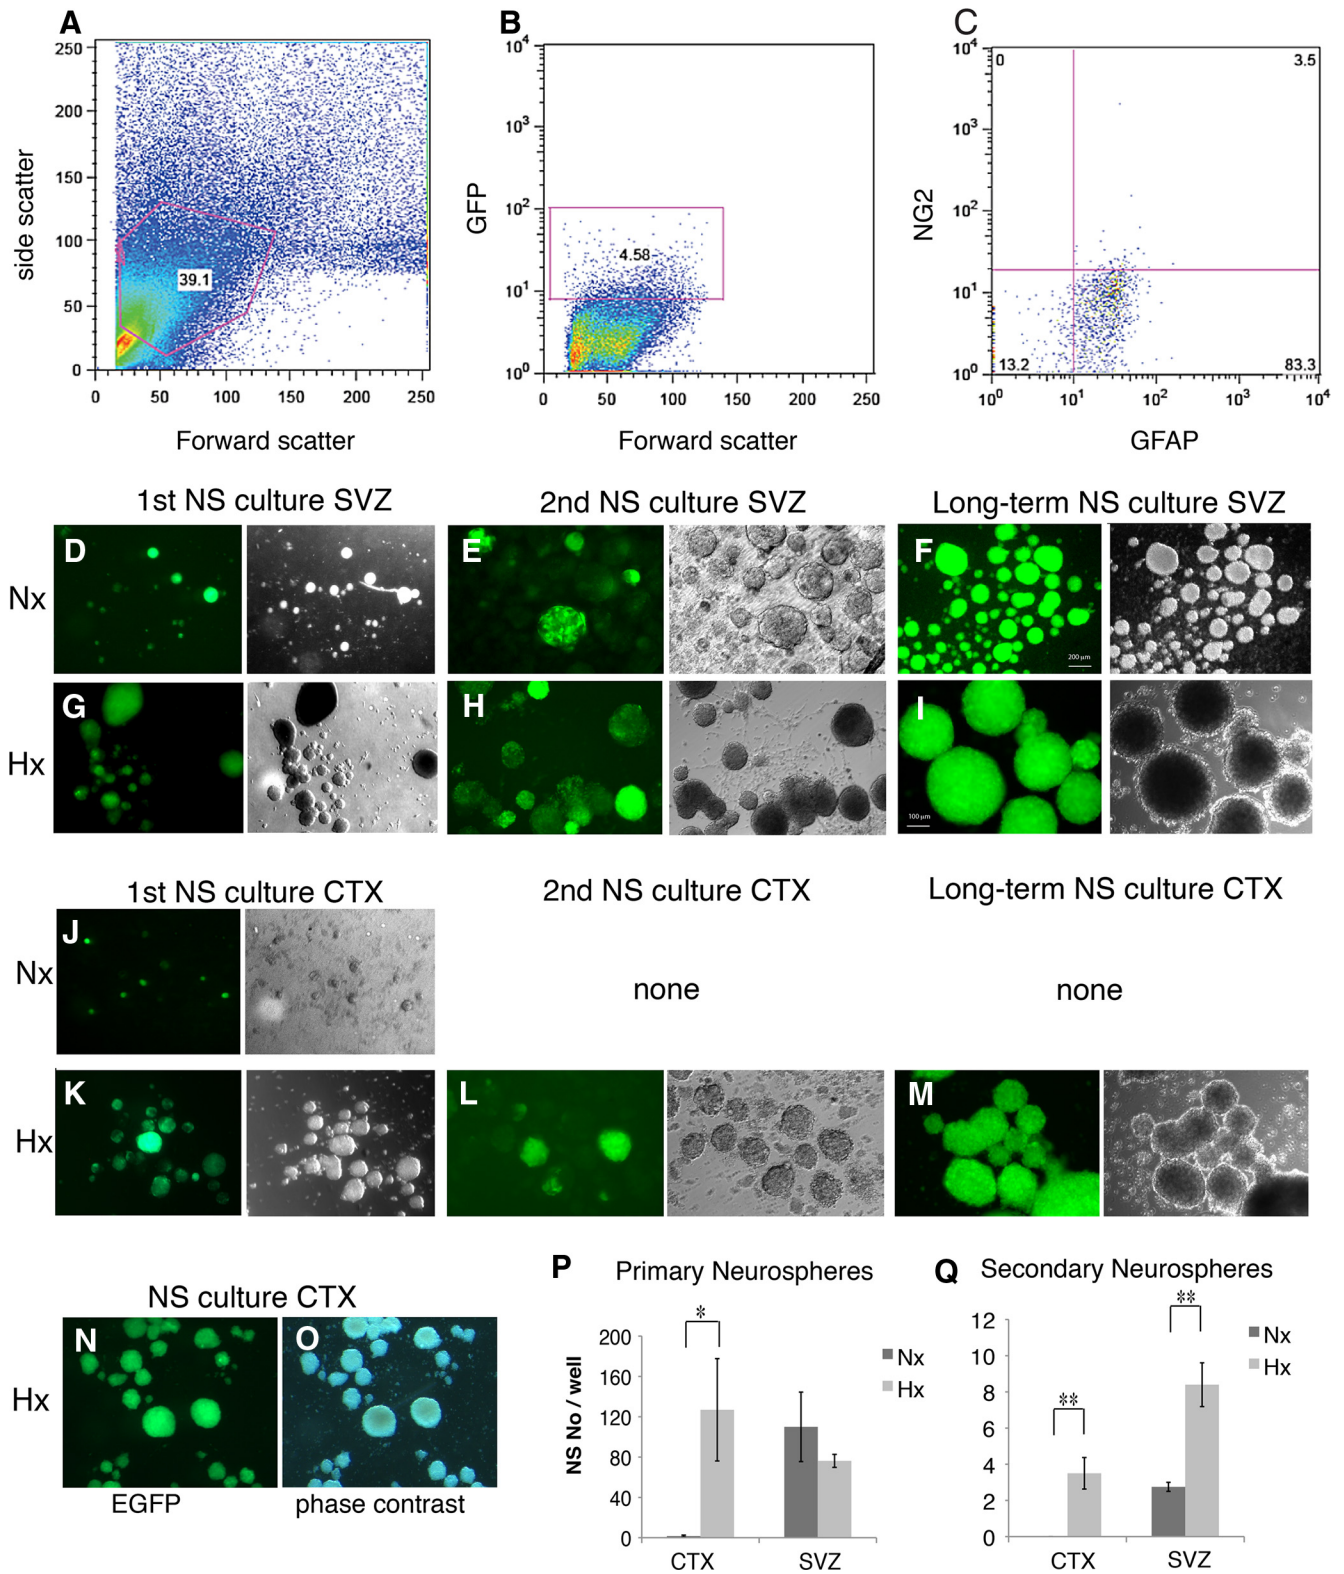 A
B
C
250
200
150
100
50
0
0 50 100 150 200 250
side scatter
39.1
Forward scatter
10^4
10^3
10^2
10^1
10^0
0 50 100 150 200 250
GFP
4.58
Forward scatter
10^4
10^3
10^2
10^1
10^0
10^0 10^1 10^2 10^3 10^4
NG2
0
3.5
13.2
83.3
GFAP
1st NS culture SVZ
2nd NS culture SVZ
Long-term NS culture SVZ
Nx
D
E
F
200 μm
Hx
G
H
I
100 μm
1st NS culture CTX
2nd NS culture CTX
Long-term NS culture CTX
Nx
J
none
none
Hx
K
L
M
NS culture CTX
Hx
N
O
EGFP
phase contrast
P
Primary Neurospheres
*
200
160
120
80
40
0
NS No / well
Nx
Hx
CTX
SVZ
Q
Secondary Neurospheres
**
**
12
10
8
6
4
2
0
Nx
Hx
CTX
SVZ